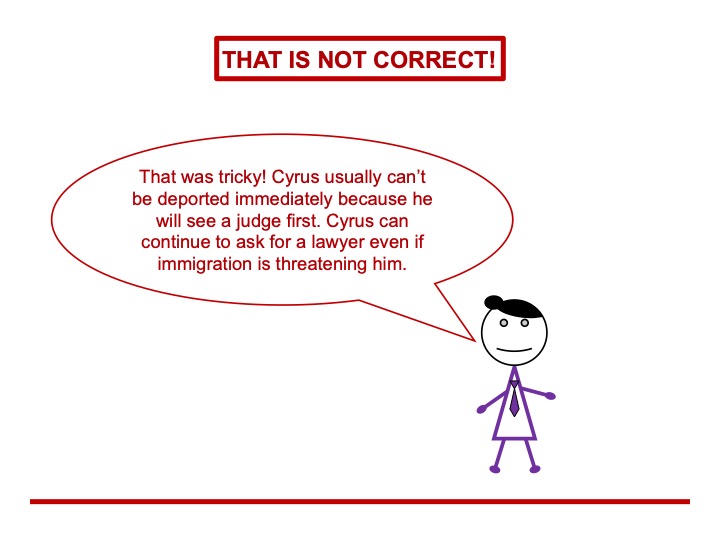 THAT IS NOT CORRECT!
That was tricky! Cyrus usually can’t
be deported immediately because he
will see a judge first. Cyrus can
continue to ask for a lawyer even if
immigration is threatening him.